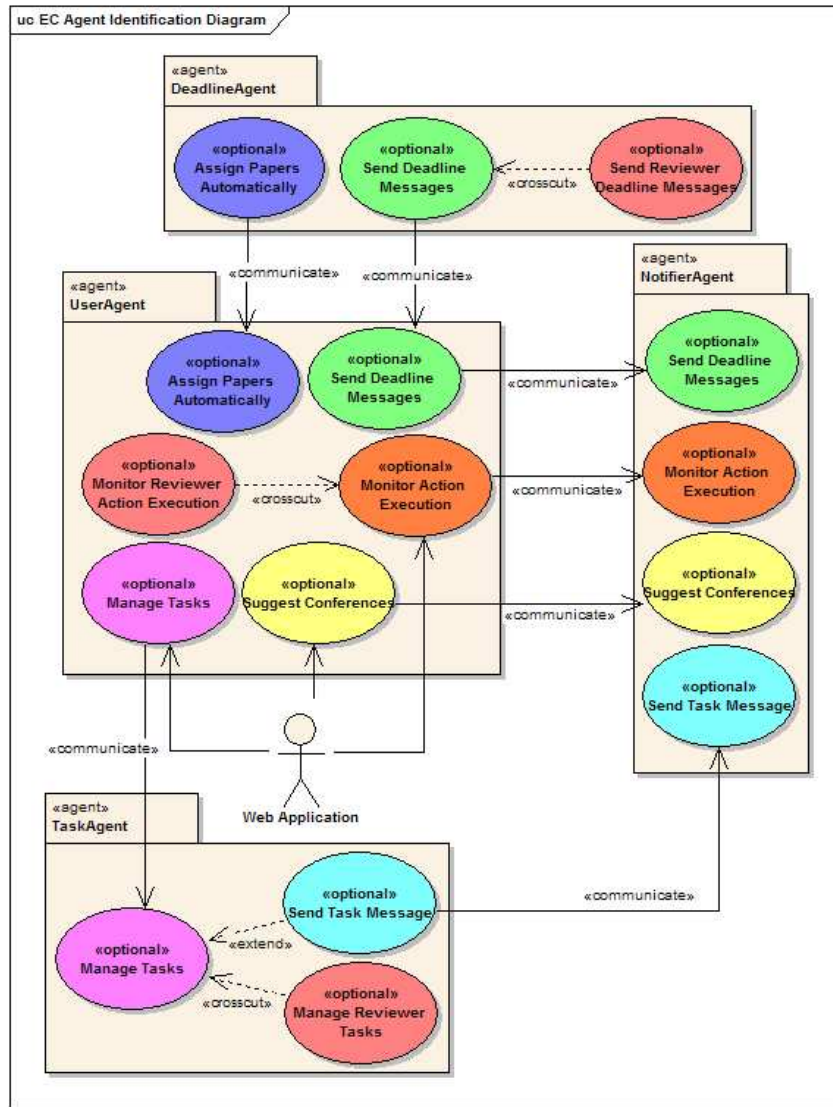 uc EC Agent Identification Diagram
«agent»
DeadlineAgent
«optional»
Assign Papers
Automatically
«optional»
Send Deadline
Messages
«crosscut»
«optional»
Send Reviewer
Deadline Messages
«communicate»
«communicate»
«agent»
UserAgent
«optional»
Assign Papers
Automatically
«optional»
Send Deadline
Messages
«communicate»
«optional»
Monitor Reviewer
Action Execution
«crosscut»
«optional»
Monitor Action
Execution
«communicate»
«optional»
Manage Tasks
«optional»
Suggest Conferences
«communicate»
«agent»
NotifierAgent
«optional»
Send Deadline
Messages
«optional»
Monitor Action
Execution
«optional»
Suggest Conferences
«optional»
Send Task Message
«communicate»
Web Application
«agent»
TaskAgent
«optional»
Manage Tasks
«optional»
Send Task Message
«extend»
«crosscut»
«optional»
Manage Reviewer
Tasks
«communicate»